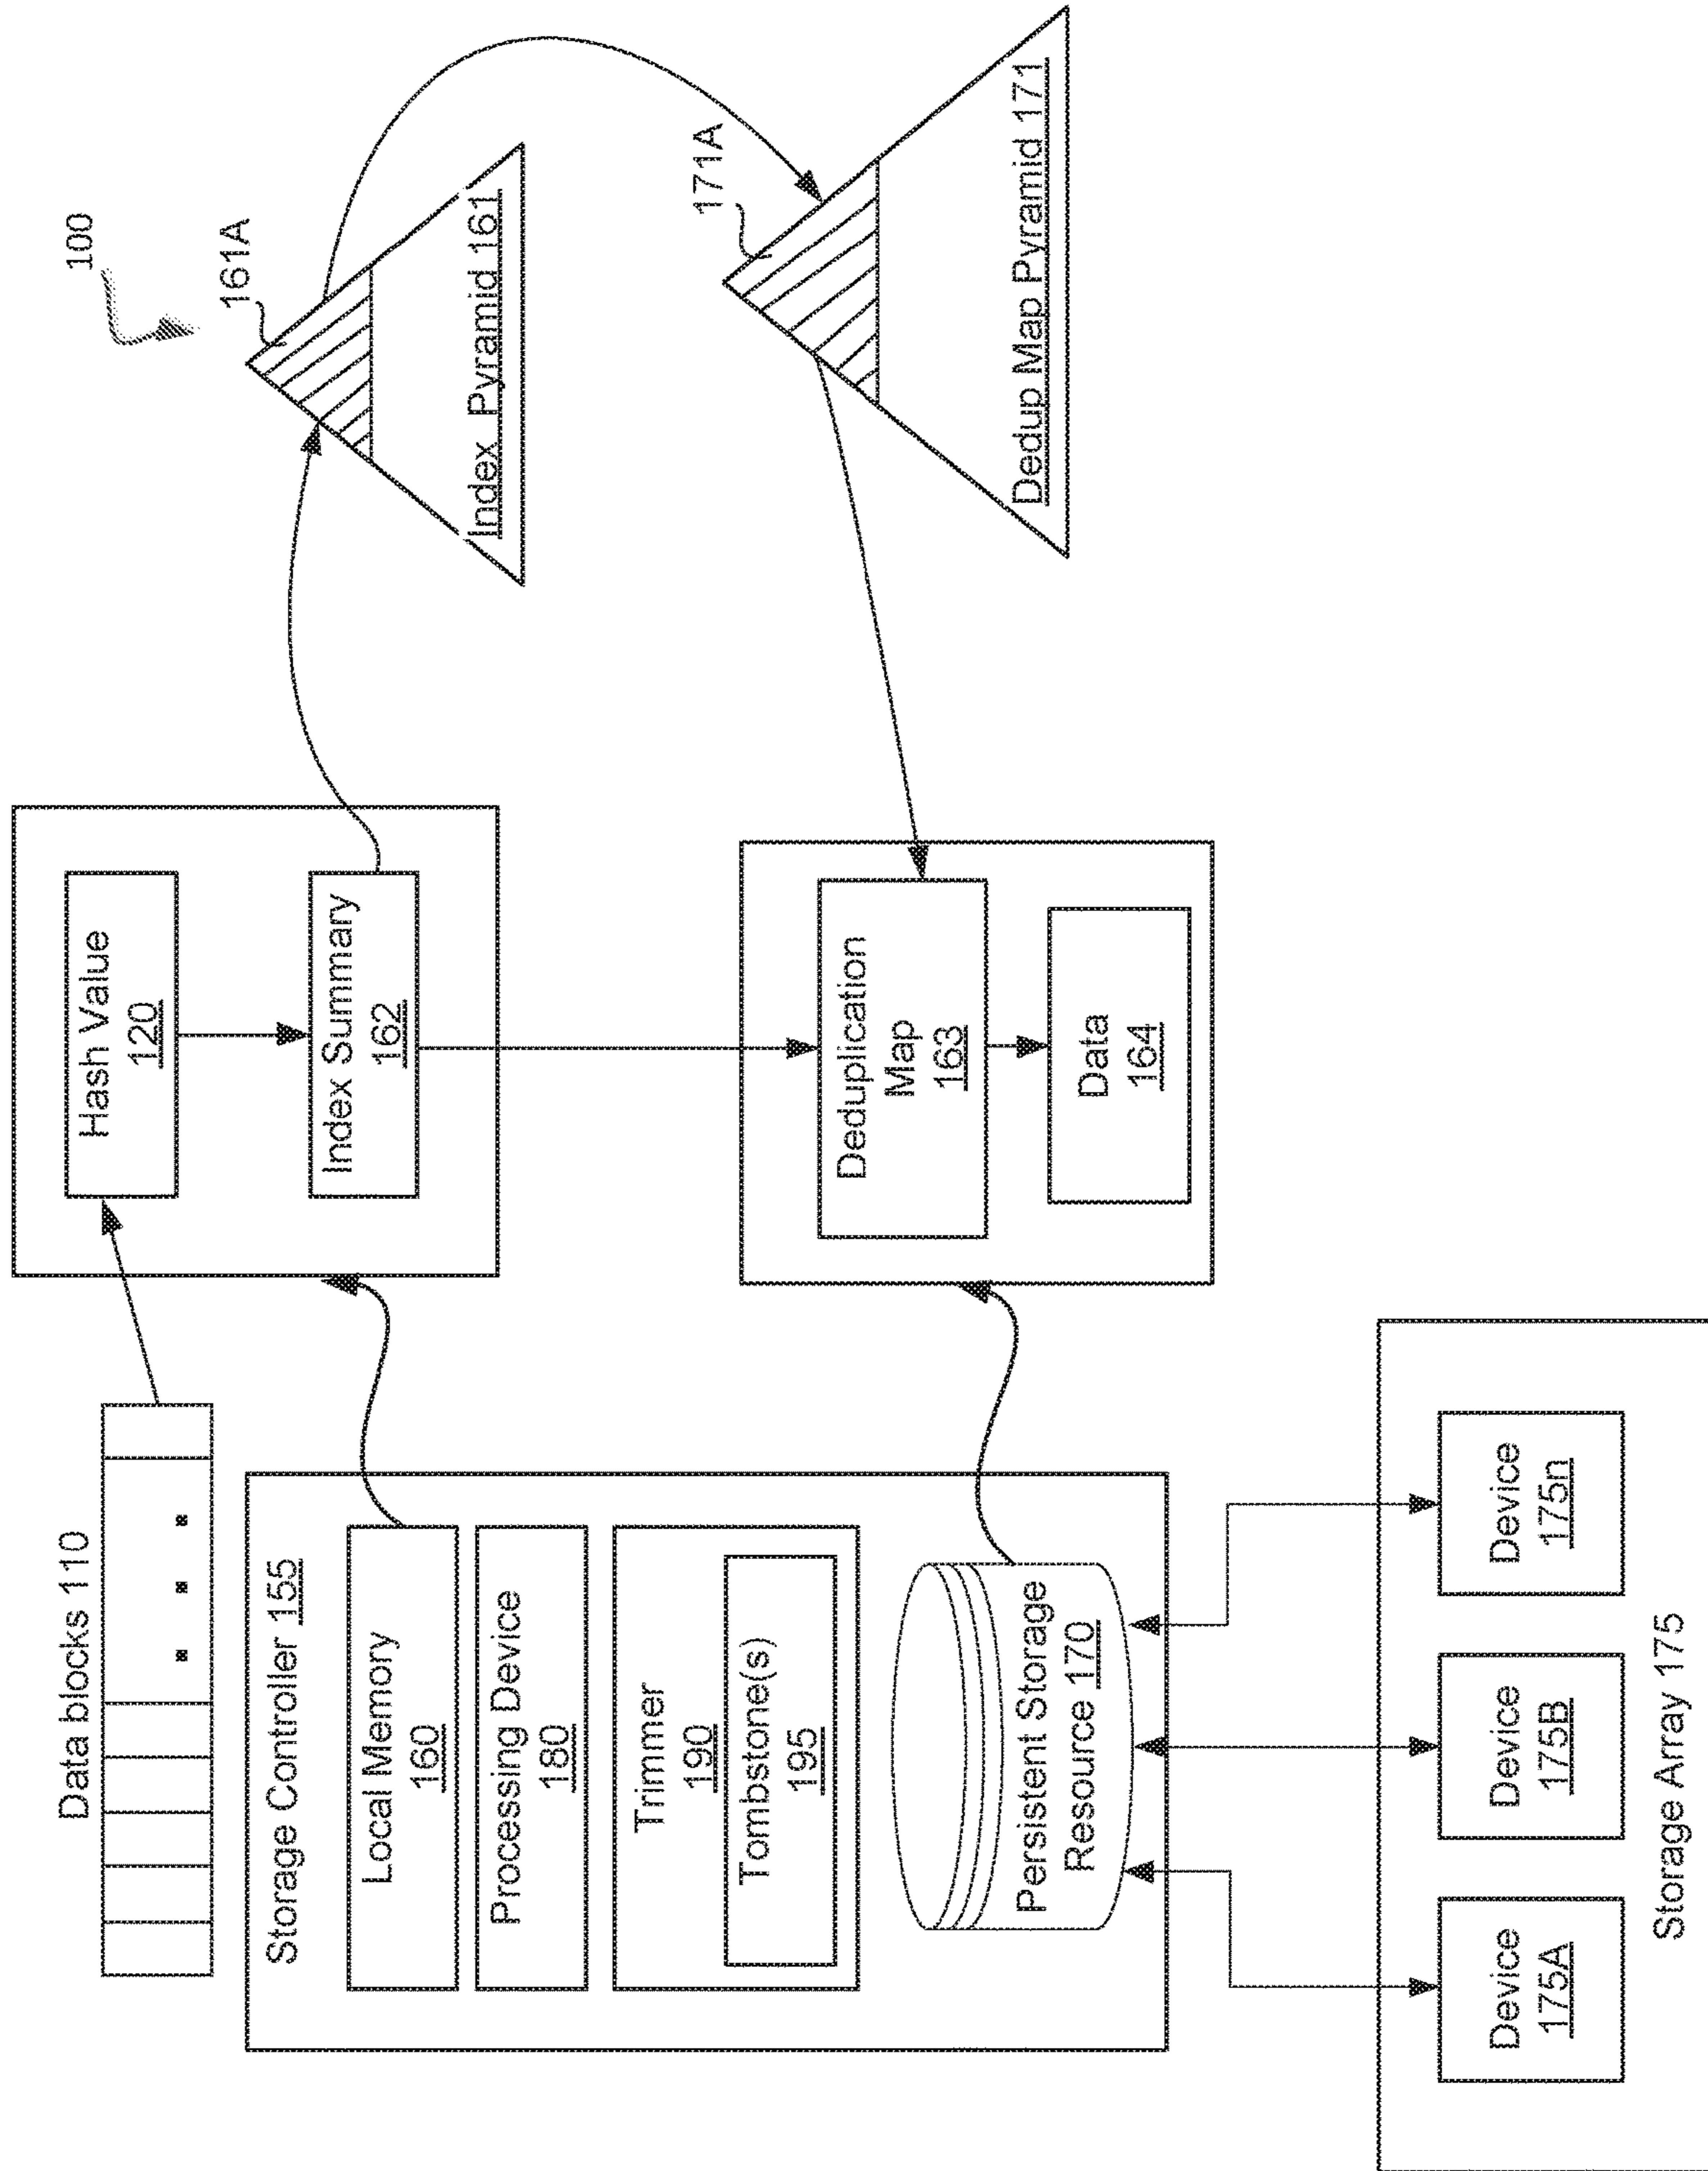 100
Data blocks 110
Storage Controller 155
Local Memory
160
Processing Device
180
Trimmer
190
Tombstone(s)
195
Persistent Storage
Resource 170
Device
175A
Device
175B
Device
175n
Storage Array 175
Hash Value
120
Index Summary
162
Deduplication
Map
163
Data
164
161A
Index Pyramid 161
171A
Dedup Map Pyramid 171